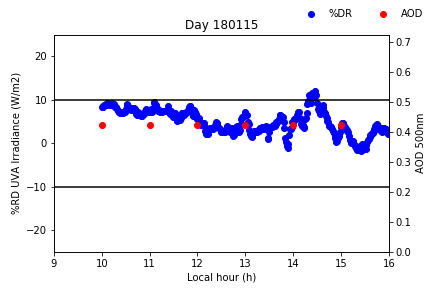 %DR AOD
Day 180115
20
10
0
−10
−20
%RD UVA Irradiance (W/m2)
0.7
0.6
0.5
0.4
0.3
0.2
0.1
0.0
AOD 500nm
9 10 11 12 13 14 15 16
Local hour (h)